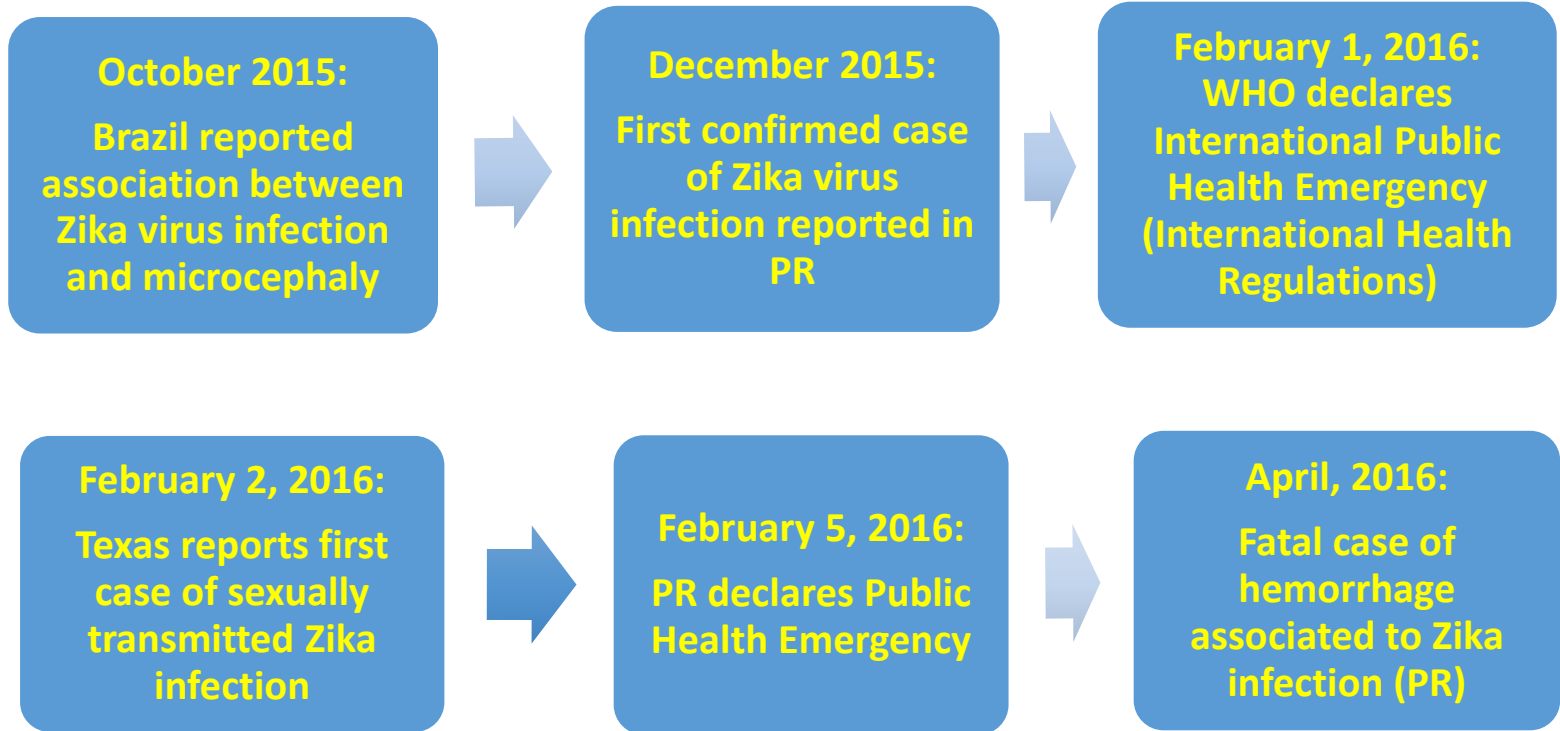 October 2015:
Brazil reported
association between
Zika virus infection
and microcephaly
December 2015:
First confirmed case
of Zika virus
infection reported in
PR
February 1, 2016:
WHO declares
International Public
Health Emergency
(International Health
Regulations)
February 2, 2016:
Texas reports first
case of sexually
transmitted Zika
infection
February 5, 2016:
PR declares Public
Health Emergency
April, 2016:
Fatal case of
hemorrhage
associated to Zika
infection (PR)